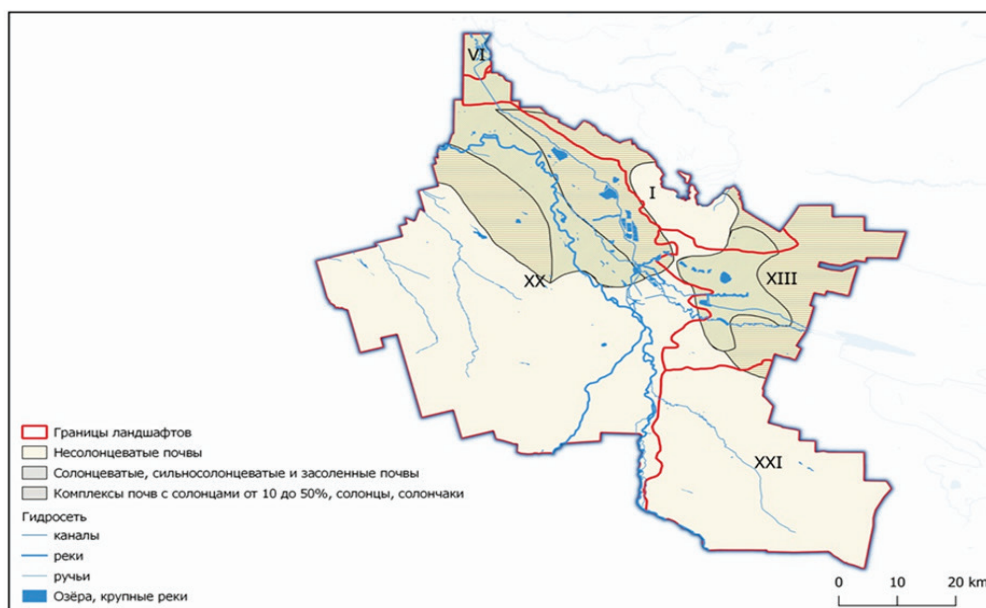 VI
I
XIII
XX
XXI
Границы ландшафтов
Несолонцеватые почвы
Солонцеватые, сильносолонцеватые и засоленные почвы
Комплексы почв с солонцами от 10 до 50%, солонцы, солончаки
Гидросеть
каналы
реки
ручьи
Озёра, крупные реки
0 10 20 km